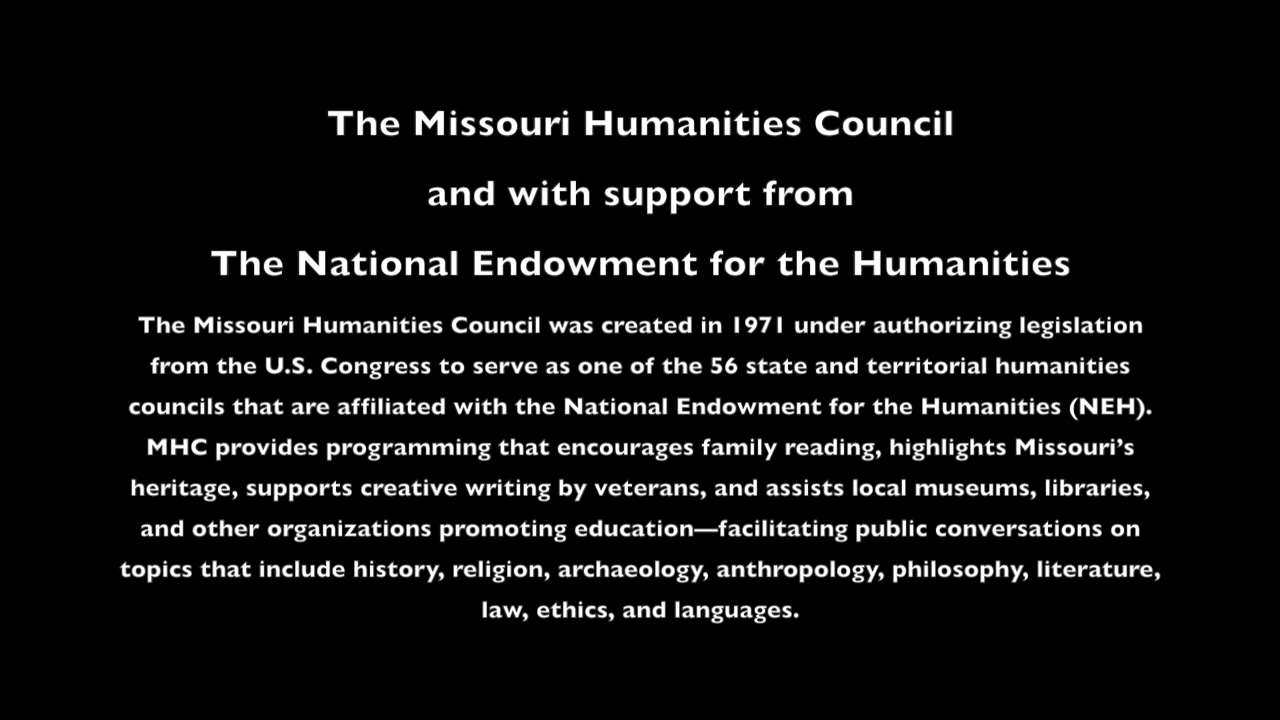 The Missouri Humanities Council
and with support from
The National Endowment for the Humanities
The Missouri Humanities Council was created in 1971 under authorizing legislation
from the U.S. Congress to serve as one of the 56 state and territorial humanities
councils that are affiliated with the National Endowment for the Humanities (NEH).
MHC provides programming that encourages family reading, highlights Missouri’s
heritage, supports creative writing by veterans, and assists local museums, libraries,
and other organizations promoting education—facilitating public conversations on
topics that include history, religion, archaeology, anthropology, philosophy, literature,
law, ethics, and languages.